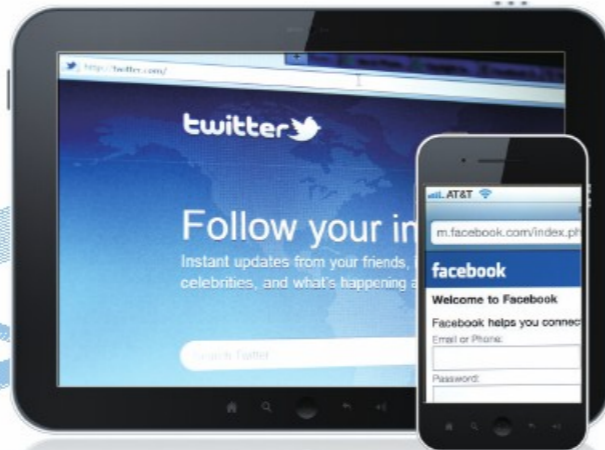 http://twitter.com/
twitter
Follow your in
Instant updates from your friends, i
celebrities, and what's happening a
Search Twitter
AT&T
m.facebook.com/index.ph
facebook
Welcome to Facebook
Facebook helps you connec
Email or Phone:
Password: